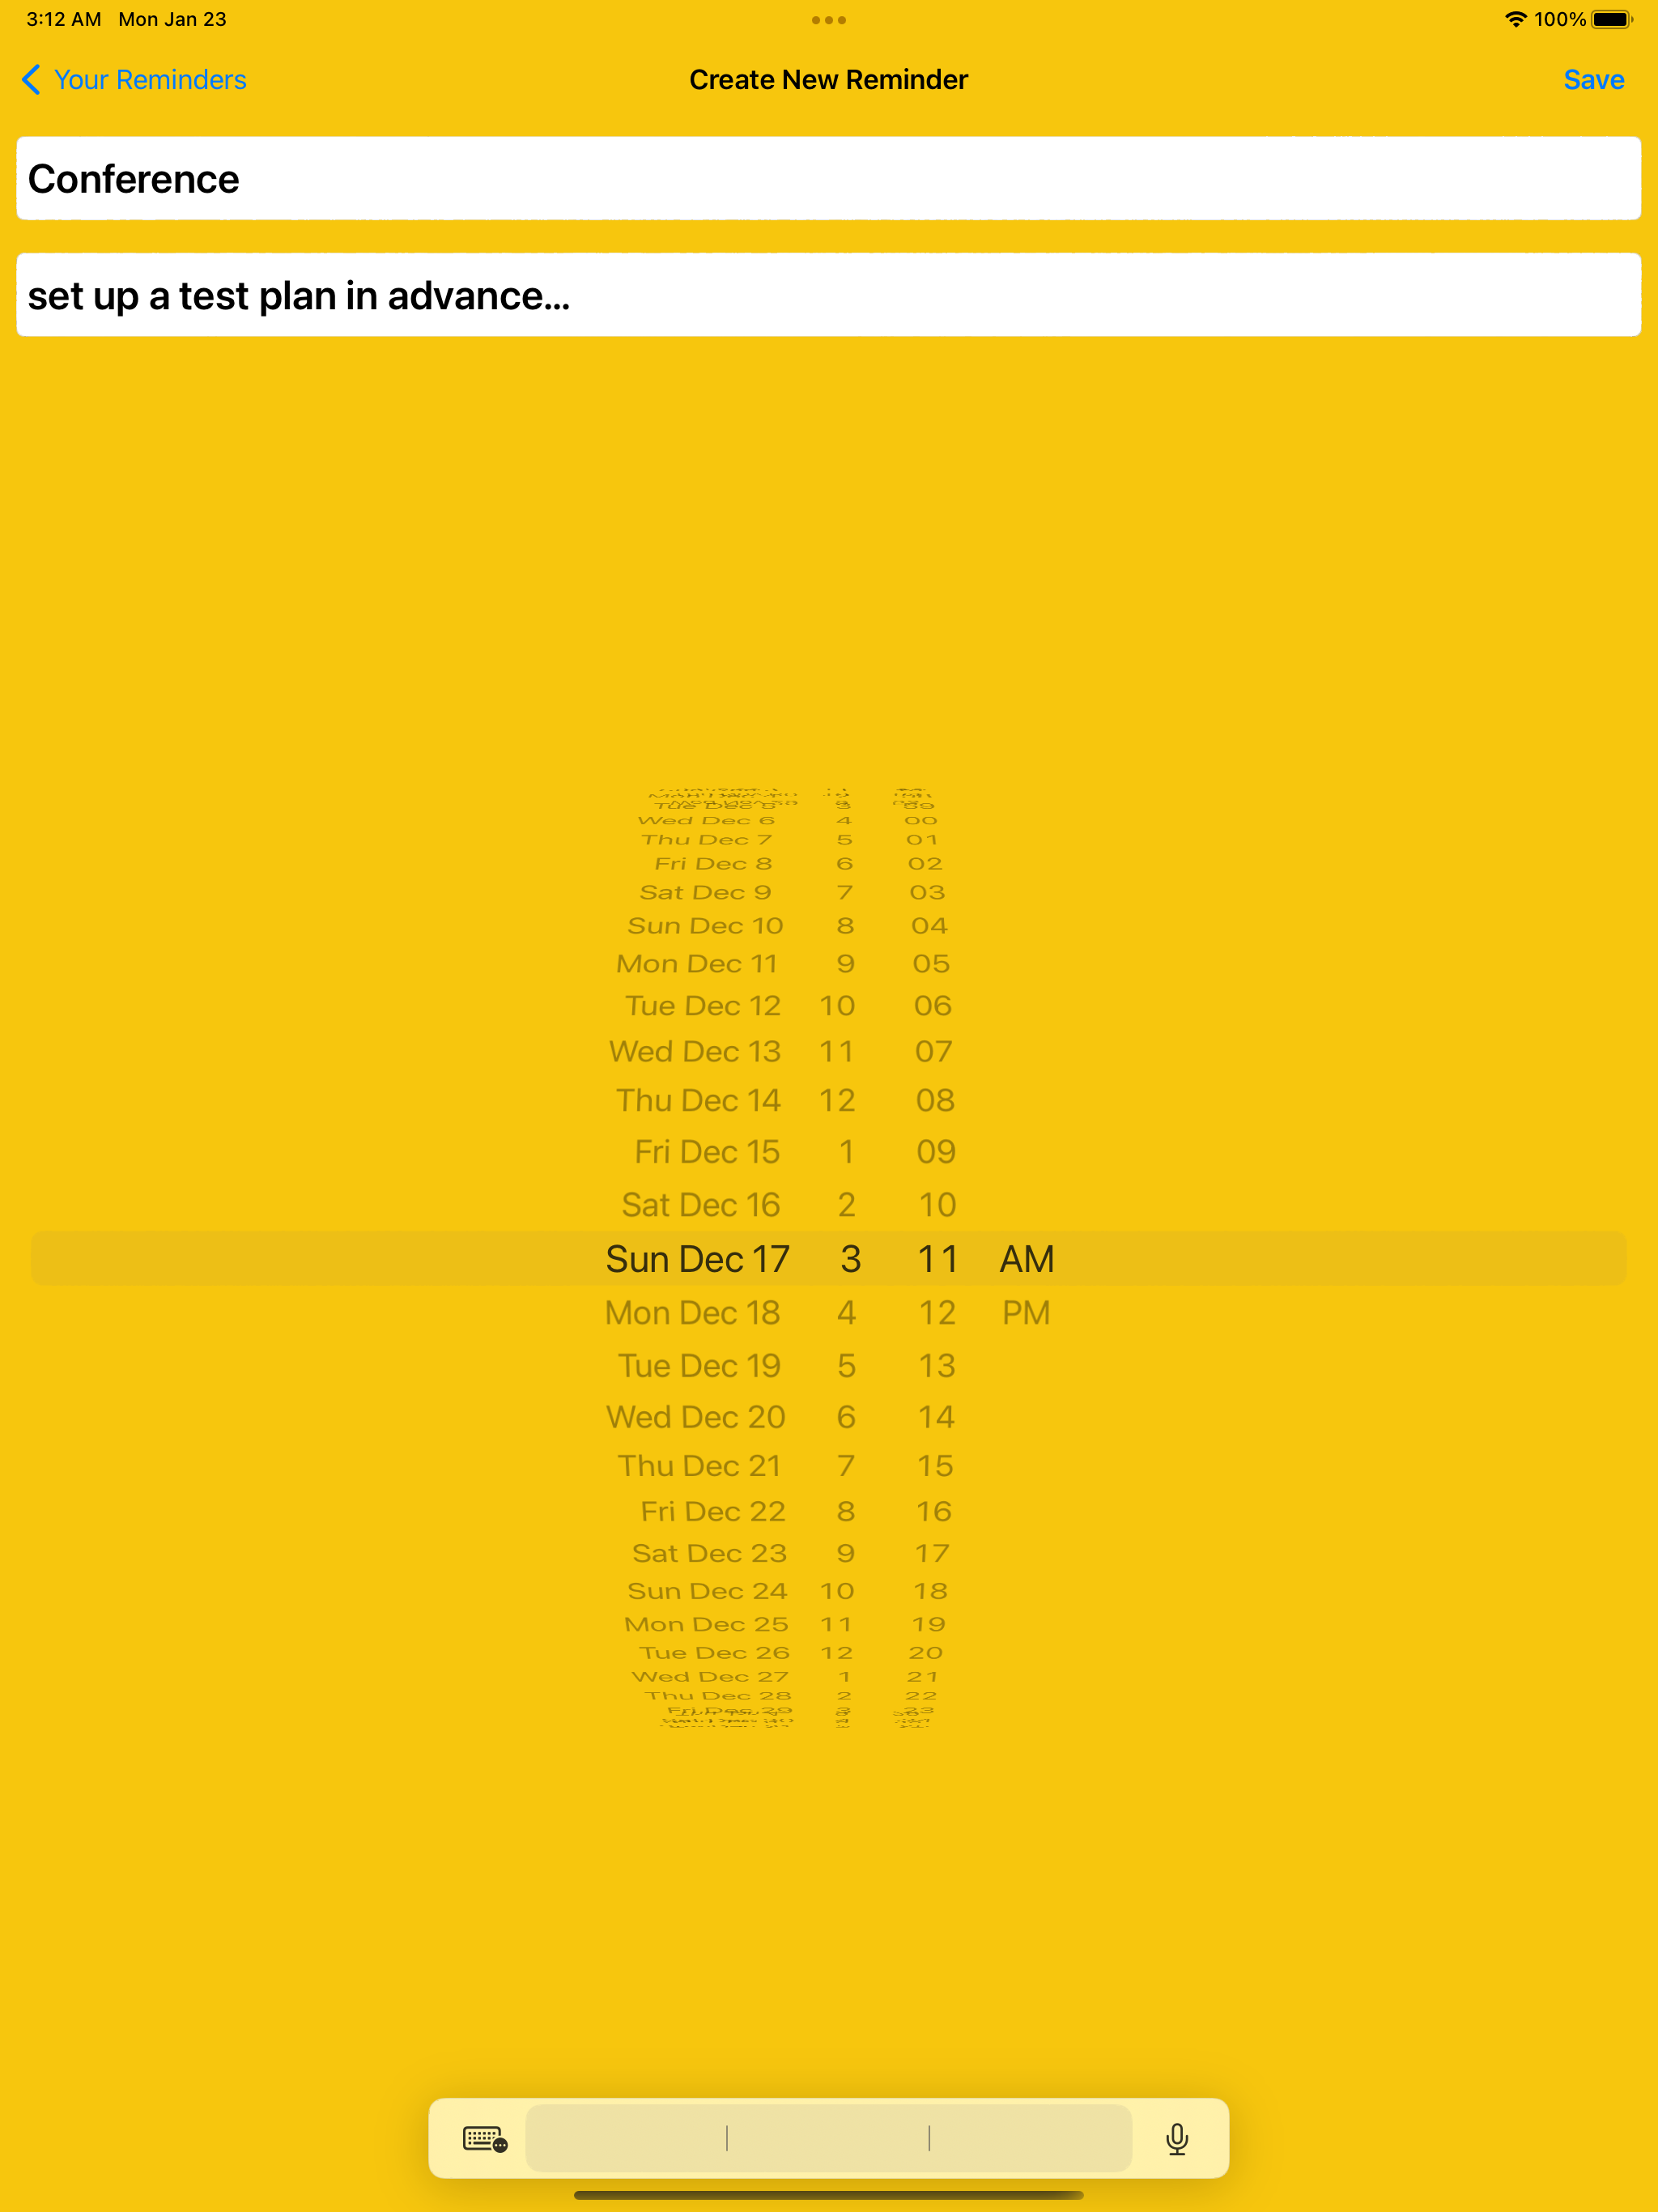 3:12 AM Mon Jan 23 100%
Your Reminders Create New Reminder Save
Conference
set up a test plan in advance...
Tue Dec 5 3 59
Wed Dec 6 4 00
Thu Dec 7 5 01
Fri Dec 8 6 02
Sat Dec 9 7 03
Sun Dec 10 8 04
Mon Dec 11 9 05
Tue Dec 12 10 06
Wed Dec 13 11 07
Thu Dec 14 12 08
Fri Dec 15 1 09
Sat Dec 16 2 10
Sun Dec 17 3 11 AM
Mon Dec 18 4 12 PM
Tue Dec 19 5 13
Wed Dec 20 6 14
Thu Dec 21 7 15
Fri Dec 22 8 16
Sat Dec 23 9 17
Sun Dec 24 10 18
Mon Dec 25 11 19
Tue Dec 26 12 20
Wed Dec 27 1 21
Thu Dec 28 2 22
Fri Dec 29 3 23